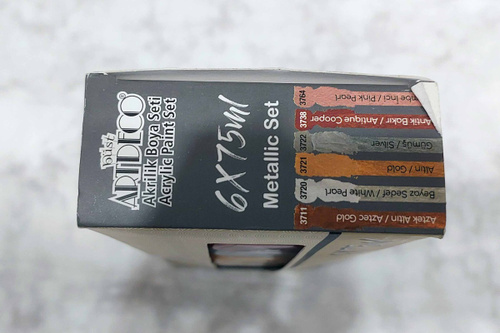 push
ARTDECO
Akrilik Boya Seti
Acrylic Paint Set
6X75ml
Metallic Set
3764
Pink Pearl
3738 Antik Bakır / Antique Cooper
3722 Gümüş / Silver
3721 Altın / Gold
3720 Beyaz Sedef / White Pearl
3711 Aztek Altın / Aztec Gold